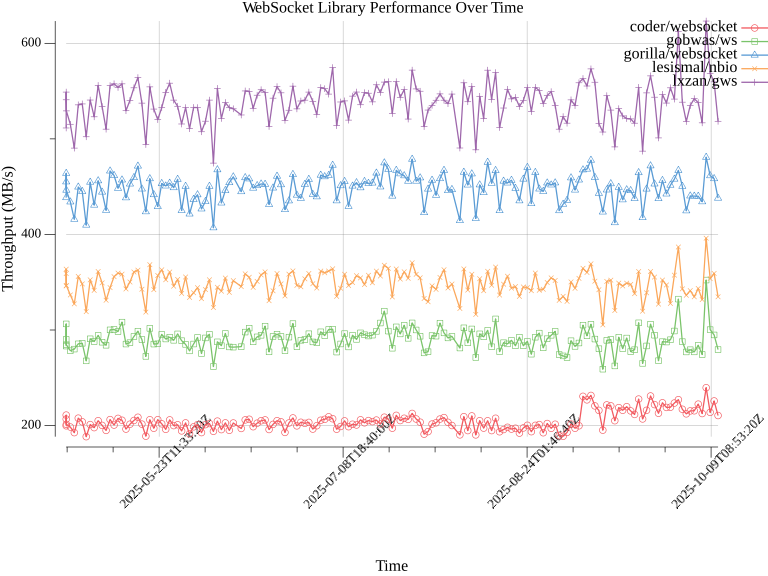 WebSocket Library Performance Over Time
coder/websocket
gobwas/ws
gorilla/websocket
lesismal/nbio
lxzan/gws
Throughput (MB/s)
600
400
200
2025-05-23T11:33:20Z
2025-07-08T18:40:00Z
2025-08-24T01:46:40Z
2025-10-09T08:53:20Z
Time